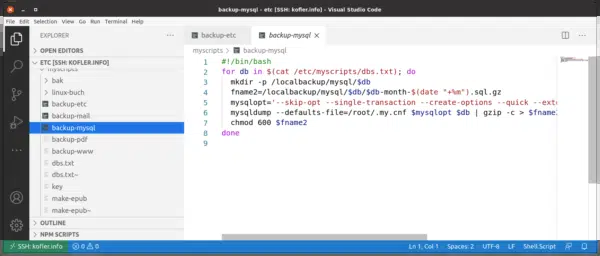 backup-mysql - etc [SSH: kofler.info] - Visual Studio Code
File Edit Selection View Go Run Terminal Help
EXPLORER
backup-etc
backup-mysql
OPEN EDITORS
ETC [SSH: KOFLER.INFO]
myscripts
bak
linux-buch
backup-etc
backup-mail
backup-mysql
backup-pdf
backup-www
dbs.txt
dbs.txt~
key
make-epub
make-epub~
OUTLINE
NPM SCRIPTS
myscripts > backup-mysql
1 #!/bin/bash
2 for db in $(cat /etc/myscripts/dbs.txt); do
3 mkdir -p /localbackup/mysql/$db
4 fname2=/localbackup/mysql/$db/$db-month-$(date "+%m").sql.gz
5 mysqlopt='--skip-opt --single-transaction --create-options --quick --exte
6 mysqldump --defaults-file=/root/.my.cnf $mysqlopt $db | gzip -c > $fname2
7 chmod 600 $fname2
8 done
9
SSH: kofler.info
0
0
Ln 1, Col 1
Spaces: 2
UTF-8
LF
Shell Script